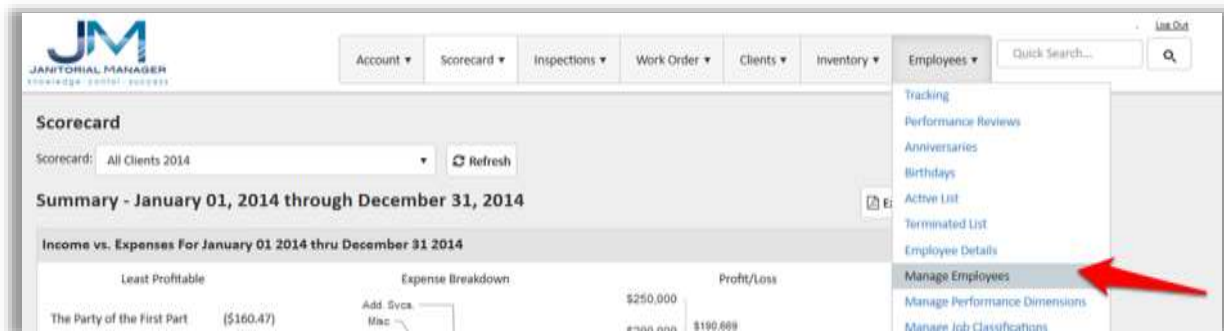 Log Out
JM
JANITORIAL MANAGER
knowledge control success
Account ▾ Scorecard ▾ Inspections ▾ Work Order ▾ Clients ▾ Inventory ▾ Employees ▾ Quick Search...
Tracking
Performance Reviews
Anniversaries
Birthdays
Active List
Terminated List
Employee Details
Manage Employees
Manage Performance Dimensions
Manage Job Classifications
Scorecard
Scorecard: All Clients 2014 ▾ Refresh
Summary - January 01, 2014 through December 31, 2014
Income vs. Expenses For January 01 2014 thru December 31 2014
Least Profitable Expense Breakdown Profit/Loss
The Party of the First Part ($160.47)
Add. Svcs.
Misc
$250,000
$200,000 $190,669